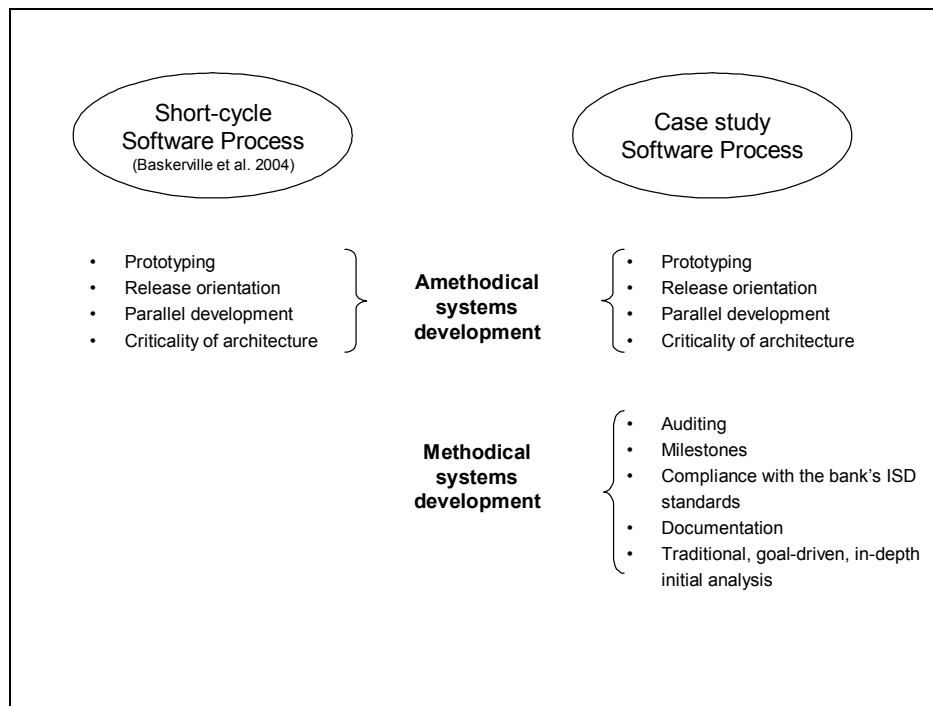 Short-cycle
Software Process
(Baskerville et al. 2004)
Case study
Software Process
• Prototyping
• Release orientation
• Parallel development
• Criticality of architecture
Amethodical
systems
development
• Prototyping
• Release orientation
• Parallel development
• Criticality of architecture
Methodical
systems
development
• Auditing
• Milestones
• Compliance with the bank's ISD
standards
• Documentation
• Traditional, goal-driven, in-depth
initial analysis